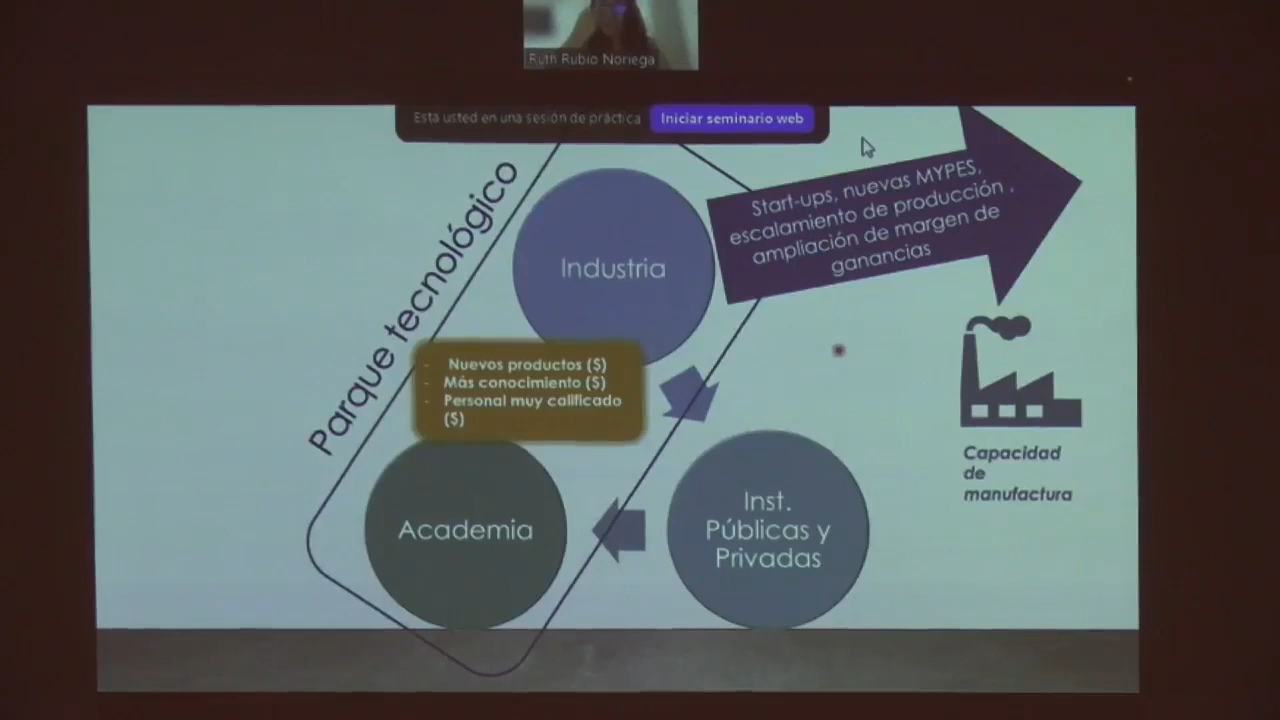 Ruth Rubio Noriega
Esta usted en una sesión de práctica
Iniciar seminario web
Parque tecnológico
Industria
Start-ups, nuevas MYPES,
escalamiento de producción ,
ampliación de margen de
ganancias
- Nuevos productos ($)
- Más conocimiento ($)
- Personal muy calificado
($)
Capacidad
de
manufactura
Academia
Inst.
Públicas y
Privadas